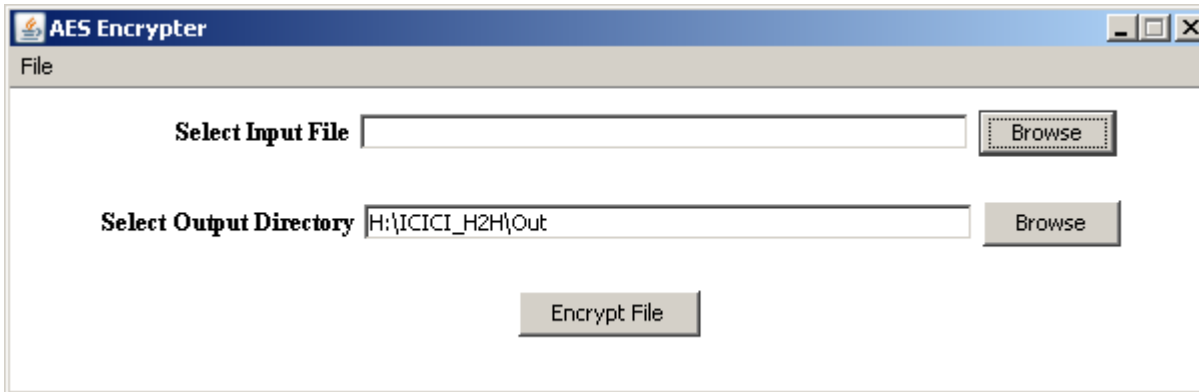 AES Encrypter
File
Select Input File Browse
Select Output Directory H:\ICICI_H2H\Out Browse
Encrypt File